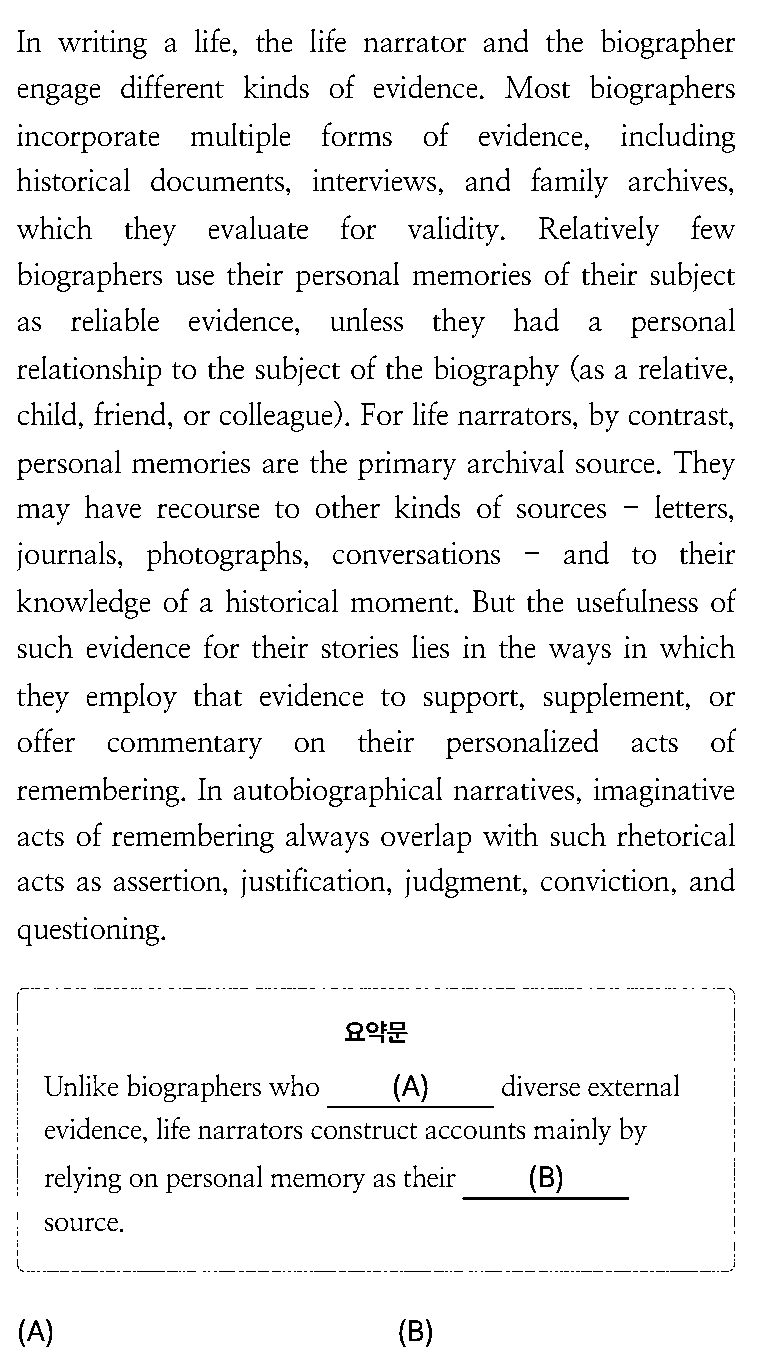 In writing a life, the life narrator and the biographer
engage different kinds of evidence. Most biographers
incorporate multiple forms of evidence, including
historical documents, interviews, and family archives,
which they evaluate for validity. Relatively few
biographers use their personal memories of their subject
as reliable evidence, unless they had a personal
relationship to the subject of the biography (as a relative,
child, friend, or colleague). For life narrators, by contrast,
personal memories are the primary archival source. They
may have recourse to other kinds of sources − letters,
journals, photographs, conversations − and to their
knowledge of a historical moment. But the usefulness of
such evidence for their stories lies in the ways in which
they employ that evidence to support, supplement, or
offer commentary on their personalized acts of
remembering. In autobiographical narratives, imaginative
acts of remembering always overlap with such rhetorical
acts as assertion, justification, judgment, conviction, and
questioning.
요약문
Unlike biographers who (A) diverse external
evidence, life narrators construct accounts mainly by
relying on personal memory as their (B)
source.
(A) (B)